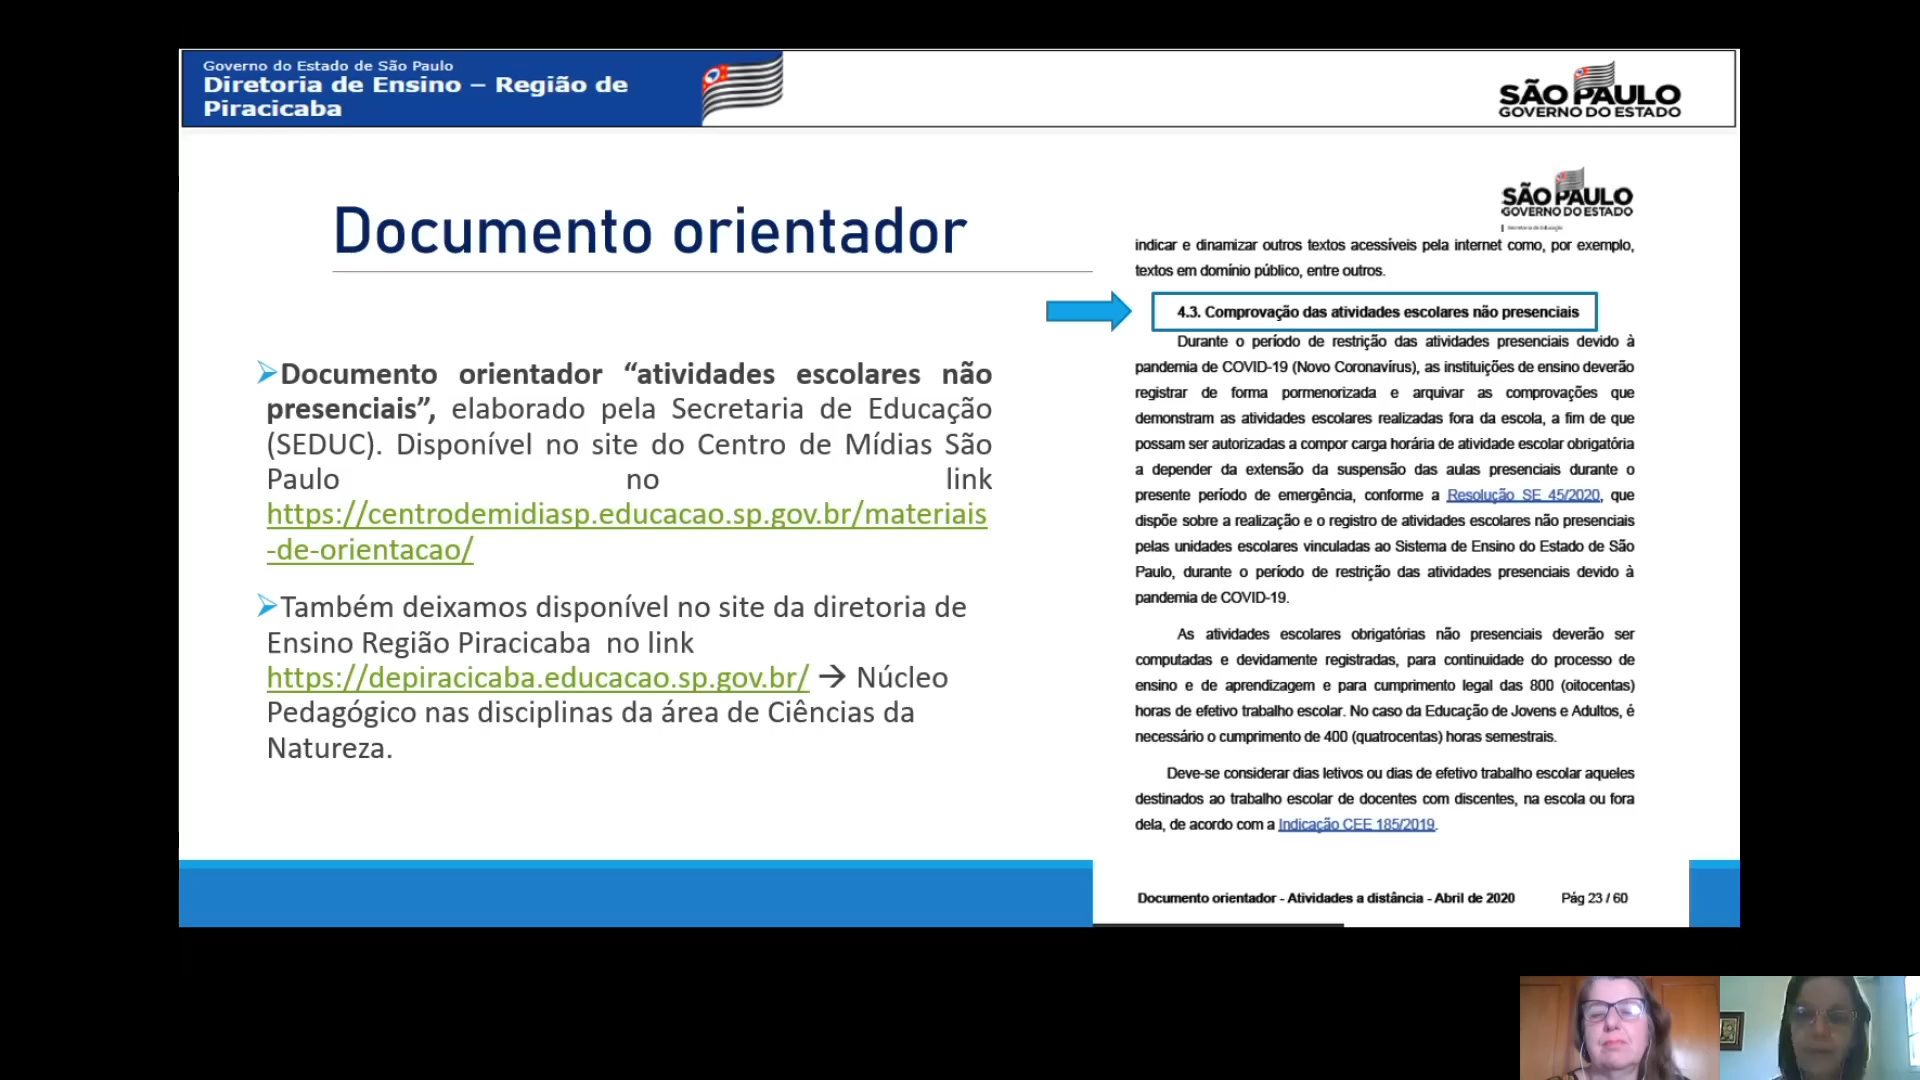 Governo do Estado de São Paulo
Diretoria de Ensino – Região de
Piracicaba
SÃO PAULO
GOVERNO DO ESTADO
Documento orientador
➢Documento orientador “atividades escolares não
presenciais”, elaborado pela Secretaria de Educação
(SEDUC). Disponível no site do Centro de Mídias São
Paulo no link
https://centrodemidiasp.educacao.sp.gov.br/materiais
-de-orientacao/
➢Também deixamos disponível no site da diretoria de
Ensino Região Piracicaba no link
https://depiracicaba.educacao.sp.gov.br/ → Núcleo
Pedagógico nas disciplinas da área de Ciências da
Natureza.
SÃO PAULO
GOVERNO DO ESTADO
Secretaria de Educação
indicar e dinamizar outros textos acessíveis pela internet como, por exemplo,
textos em domínio público, entre outros.
4.3. Comprovação das atividades escolares não presenciais
Durante o período de restrição das atividades presenciais devido à
pandemia de COVID-19 (Novo Coronavírus), as instituições de ensino deverão
registrar de forma pormenorizada e arquivar as comprovações que
demonstram as atividades escolares realizadas fora da escola, a fim de que
possam ser autorizadas a compor carga horária de atividade escolar obrigatória
a depender da extensão da suspensão das aulas presenciais durante o
presente período de emergência, conforme a Resolução SE 45/2020, que
dispõe sobre a realização e o registro de atividades escolares não presenciais
pelas unidades escolares vinculadas ao Sistema de Ensino do Estado de São
Paulo, durante o período de restrição das atividades presenciais devido à
pandemia de COVID-19.
As atividades escolares obrigatórias não presenciais deverão ser
computadas e devidamente registradas, para continuidade do processo de
ensino e de aprendizagem e para cumprimento legal das 800 (oitocentas)
horas de efetivo trabalho escolar. No caso da Educação de Jovens e Adultos, é
necessário o cumprimento de 400 (quatrocentas) horas semestrais.
Deve-se considerar dias letivos ou dias de efetivo trabalho escolar aqueles
destinados ao trabalho escolar de docentes com discentes, na escola ou fora
dela, de acordo com a Indicação CEE 185/2019.
Documento orientador - Atividades a distância - Abril de 2020 Pág 23 / 60